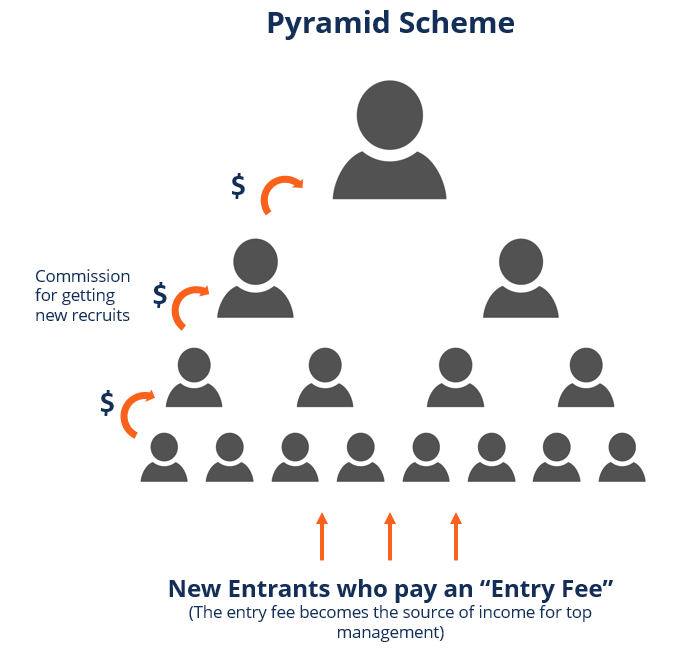 Pyramid Scheme
$
Commission
for getting
new recruits
$
$
New Entrants who pay an “Entry Fee”
(The entry fee becomes the source of income for top
management)